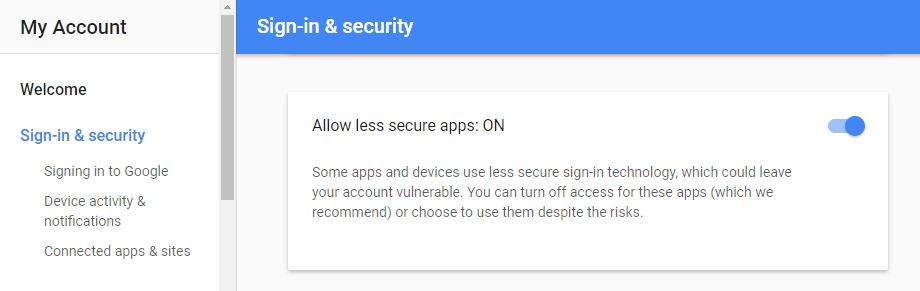 My Account
Welcome
Sign-in & security
Signing in to Google
Device activity &
notifications
Connected apps & sites
Sign-in & security
Allow less secure apps: ON
Some apps and devices use less secure sign-in technology, which could leave
your account vulnerable. You can turn off access for these apps (which we
recommend) or choose to use them despite the risks.